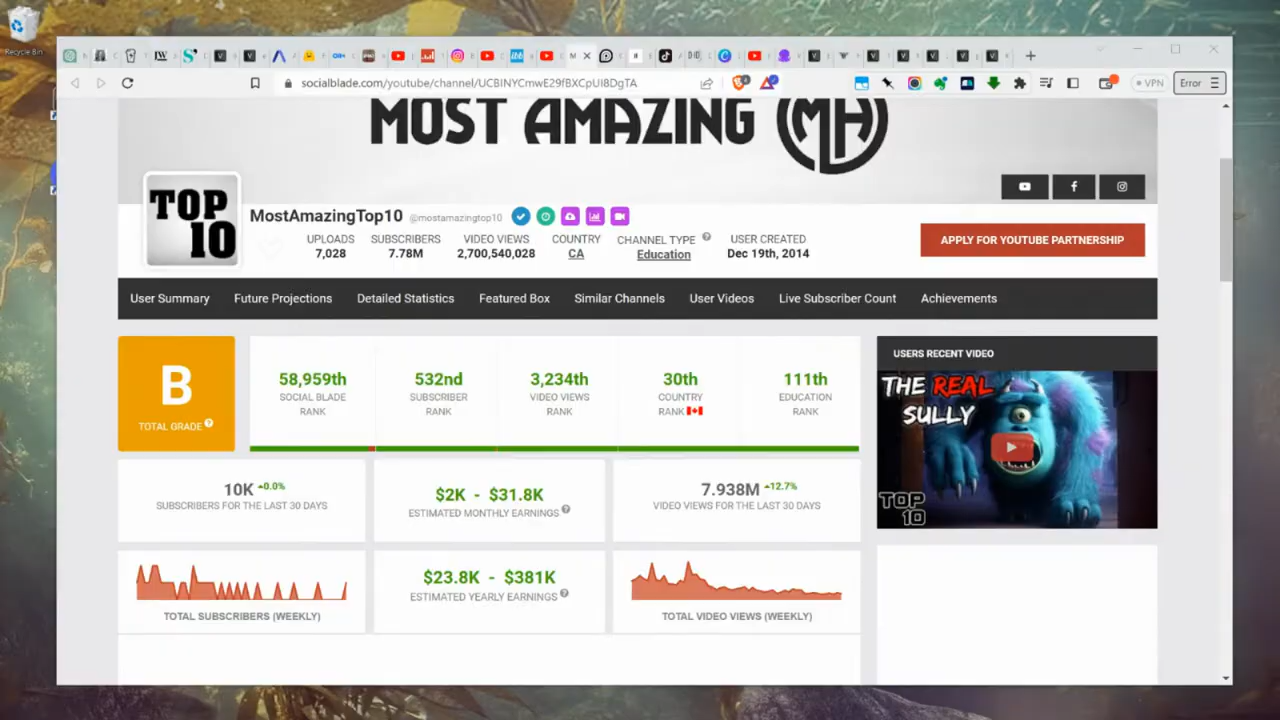 Recycle Bin
socialblade.com/youtube/channel/UCBINYCmwE29fBXCpUI8DgTA
VPN
Error
MOST AMAZING
TOP
10
MostAmazingTop10 @mostamazingtop10
UPLOADS
7,028
SUBSCRIBERS
7.78M
VIDEO VIEWS
2,700,540,028
COUNTRY
CA
CHANNEL TYPE
Education
USER CREATED
Dec 19th, 2014
APPLY FOR YOUTUBE PARTNERSHIP
User Summary
Future Projections
Detailed Statistics
Featured Box
Similar Channels
User Videos
Live Subscriber Count
Achievements
B
TOTAL GRADE
58,959th
SOCIAL BLADE
RANK
532nd
SUBSCRIBER
RANK
3,234th
VIDEO VIEWS
RANK
30th
COUNTRY
RANK
111th
EDUCATION
RANK
USERS RECENT VIDEO
THE REAL
SULLY
TOP
10
10K +0.0%
SUBSCRIBERS FOR THE LAST 30 DAYS
$2K - $31.8K
ESTIMATED MONTHLY EARNINGS
7.938M +12.7%
VIDEO VIEWS FOR THE LAST 30 DAYS
TOTAL SUBSCRIBERS (WEEKLY)
$23.8K - $381K
ESTIMATED YEARLY EARNINGS
TOTAL VIDEO VIEWS (WEEKLY)